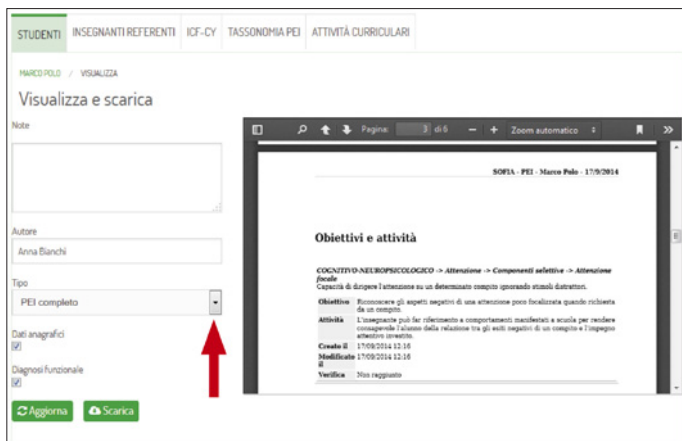 STUDENTI INSEGNANTI REFERENTI ICF-CY TASSONOMIA PEI ATTIVITÀ CURRICULARI
MARCO POLO / VISUALIZZA
Visualizza e scarica
Note
Autore
Anna Bianchi
Tipo
PEI completo
Dati anagrafici
Diagnosi funzionale
Aggiorna Scarica
Pagina: 3 di 6 Zoom automatico
SOFIA - PEI - Marco Polo - 17/9/2014
Obiettivi e attività
COGNITIVO-NEUROPSICOLOGICO -> Attenzione -> Componenti selettive -> Attenzione
focale
Capacità di dirigere l'attenzione su un determinato compito ignorando stimoli distrattori.
Obiettivo Riconoscere gli aspetti negativi di una attenzione poco focalizzata quando richiesta
da un compito.
Attività L'insegnante può far riferimento a comportamenti manifestati a scuola per rendere
consapevole l'alunno della relazione tra gli esiti negativi di un compito e l'impegno
attentivo investito.
Creato il 17/09/2014 12:16
Modificato 17/09/2014 12:16
il
Verifica Non raggiunto